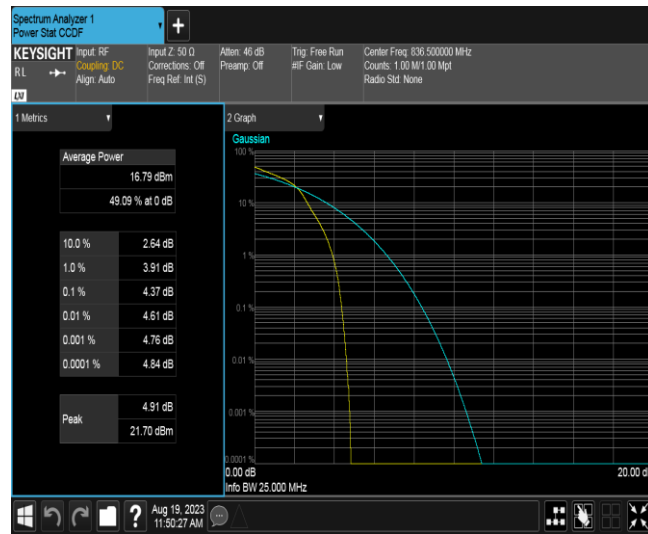 Spectrum Analyzer 1
Power Stat CCDF
+
KEYSIGHT
RL
LXI
Input: RF
Coupling: DC
Align: Auto
Input Z: 50 Ω
Corrections: Off
Freq Ref: Int (S)
Atten: 46 dB
Preamp: Off
Trig: Free Run
#IF Gain: Low
Center Freq: 836.500000 MHz
Counts: 1.00 M/1.00 Mpt
Radio Std: None
1 Metrics
Average Power
16.79 dBm
49.09 % at 0 dB
10.0 % 2.64 dB
1.0 % 3.91 dB
0.1 % 4.37 dB
0.01 % 4.61 dB
0.001 % 4.76 dB
0.0001 % 4.84 dB
Peak
4.91 dB
21.70 dBm
2 Graph
Gaussian
100 %
10 %
1 %
0.1 %
0.01 %
0.001 %
0.0001 %
0.00 dB
20.00 d
Info BW 25.000 MHz
?
Aug 19, 2023
11:50:27 AM